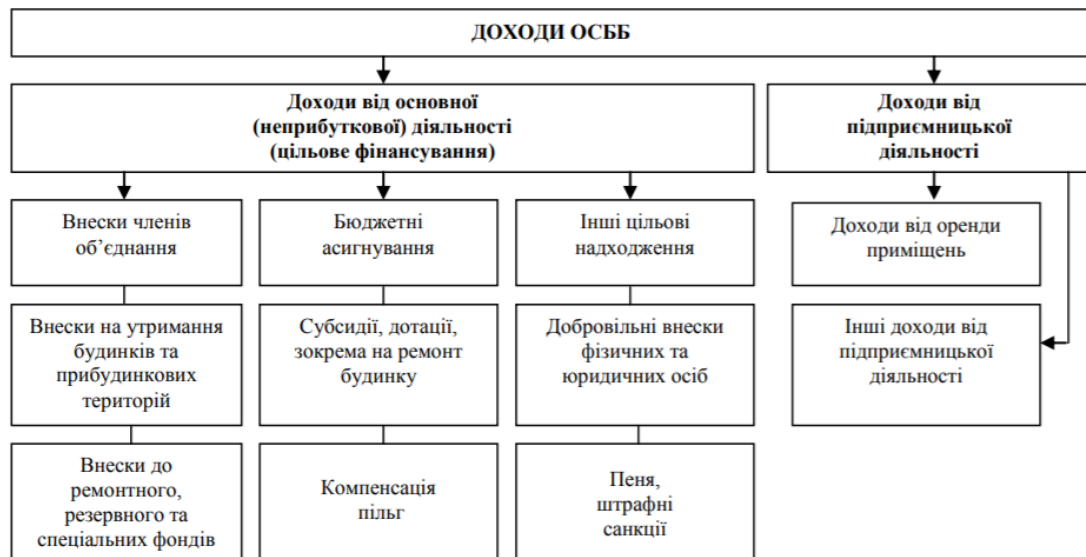 ДОХОДИ ОСББ
Доходи від основної
(неприбуткової) діяльності
(цільове фінансування)
Доходи від
підприємницької
діяльності
Внески членів
об’єднання
Бюджетні
асигнування
Інші цільові
надходження
Доходи від оренди
приміщень
Внески на утримання
будинків та
прибудинкових
територій
Субсидії, дотації,
зокрема на ремонт
будинку
Добровільні внески
фізичних та
юридичних осіб
Інші доходи від
підприємницької
діяльності
Внески до
ремонтного,
резервного та
спеціальних фондів
Компенсація
пільг
Пеня,
штрафні
санкції